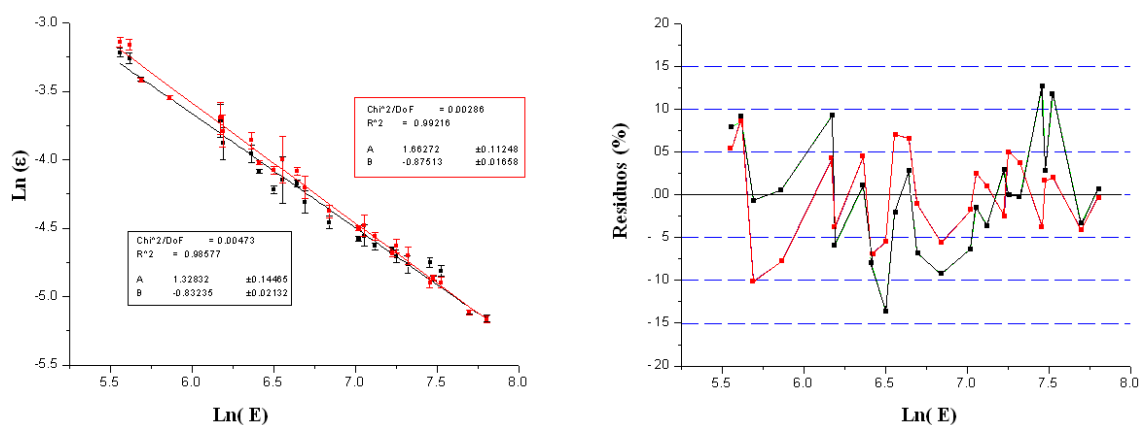 -3.0
-3.5
-4.0
-4.5
-5.0
-5.5
5.5 6.0 6.5 7.0 7.5 8.0
Ln (ε)
Ln( E)
Chi^2/DoF = 0.00286
R^2 = 0.99216
A 1.66272 ±0.11248
B -0.87513 ±0.01658
Chi^2/DoF = 0.00473
R^2 = 0.98577
A 1.32832 ±0.14465
B -0.83235 ±0.02132
20
15
10
05
00
-05
-10
-15
-20
5.5 6.0 6.5 7.0 7.5 8.0
Residuos (%)
Ln( E)